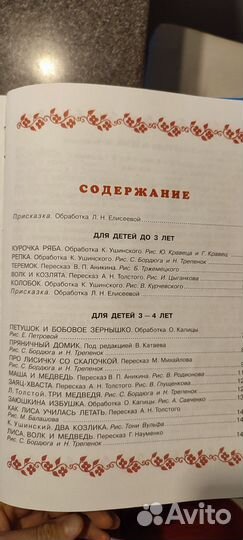 СОДЕРЖАНИЕ
Присказка. Обработка Л. Н. Елисеевой
ДЛЯ ДЕТЕЙ ДО 3 ЛЕТ
КУРОЧКА РЯБА. Обработка К. Ушинского. Рис. Ю. Кравеца и Г. Кравец
РЕПКА. Обработка К. Ушинского. Рис. С. Бордюга и Н. Трепенок
ТЕРЕМОК. Пересказ В. П. Аникина. Рис. Б. Тржемецкого
ВОЛК И КОЗЛЯТА. Пересказ А. Н. Толстого. Рис. И. Цыганкова
КОЛОБОК. Обработка К. Ушинского. Рис. В. Курчевского
Присказка. Обработка Л. Н. Елисеевой
ДЛЯ ДЕТЕЙ 3 — 4 ЛЕТ
ПЕТУШОК И БОБОВОЕ ЗЕРНЫШКО. Обработка О. Капицы
Рис. Е. Петровой
ПРЯНИЧНЫЙ ДОМИК. Под редакцией В. Катаева
Рис. С. Бордюга и Н. Трепенок
ПРО ЛИСИЧКУ СО СКАЛОЧКОЙ. Пересказ М. Михайлова
Рис. С. Бордюга и Н. Трепенок
МАША И МЕДВЕДЬ. Пересказ В. П. Аникина. Рис. В. Родионова
ЗАЯЦ-ХВАСТА. Пересказ А. Н. Толстого. Рис. В. Глущенкова
Л. Толстой. ТРИ МЕДВЕДЯ. Рис. С. Бордюга и Н. Трепенок
ЗАЮШКИНА ИЗБУШКА. Обработка О. Капицы. Рис. А. Савченко
КАК ЛИСА УЧИЛАСЬ ЛЕТАТЬ. Пересказ А. Н. Толстого
Рис. М. Балашова
К. Ушинский. ДВА КОЗЛИКА. Рис. Тони Вульфа
ЛИСА, ВОЛК И МЕДВЕДЬ. Пересказ Г. Науменко
Рис. С. Бордюга и Н. Трепенок
Avito